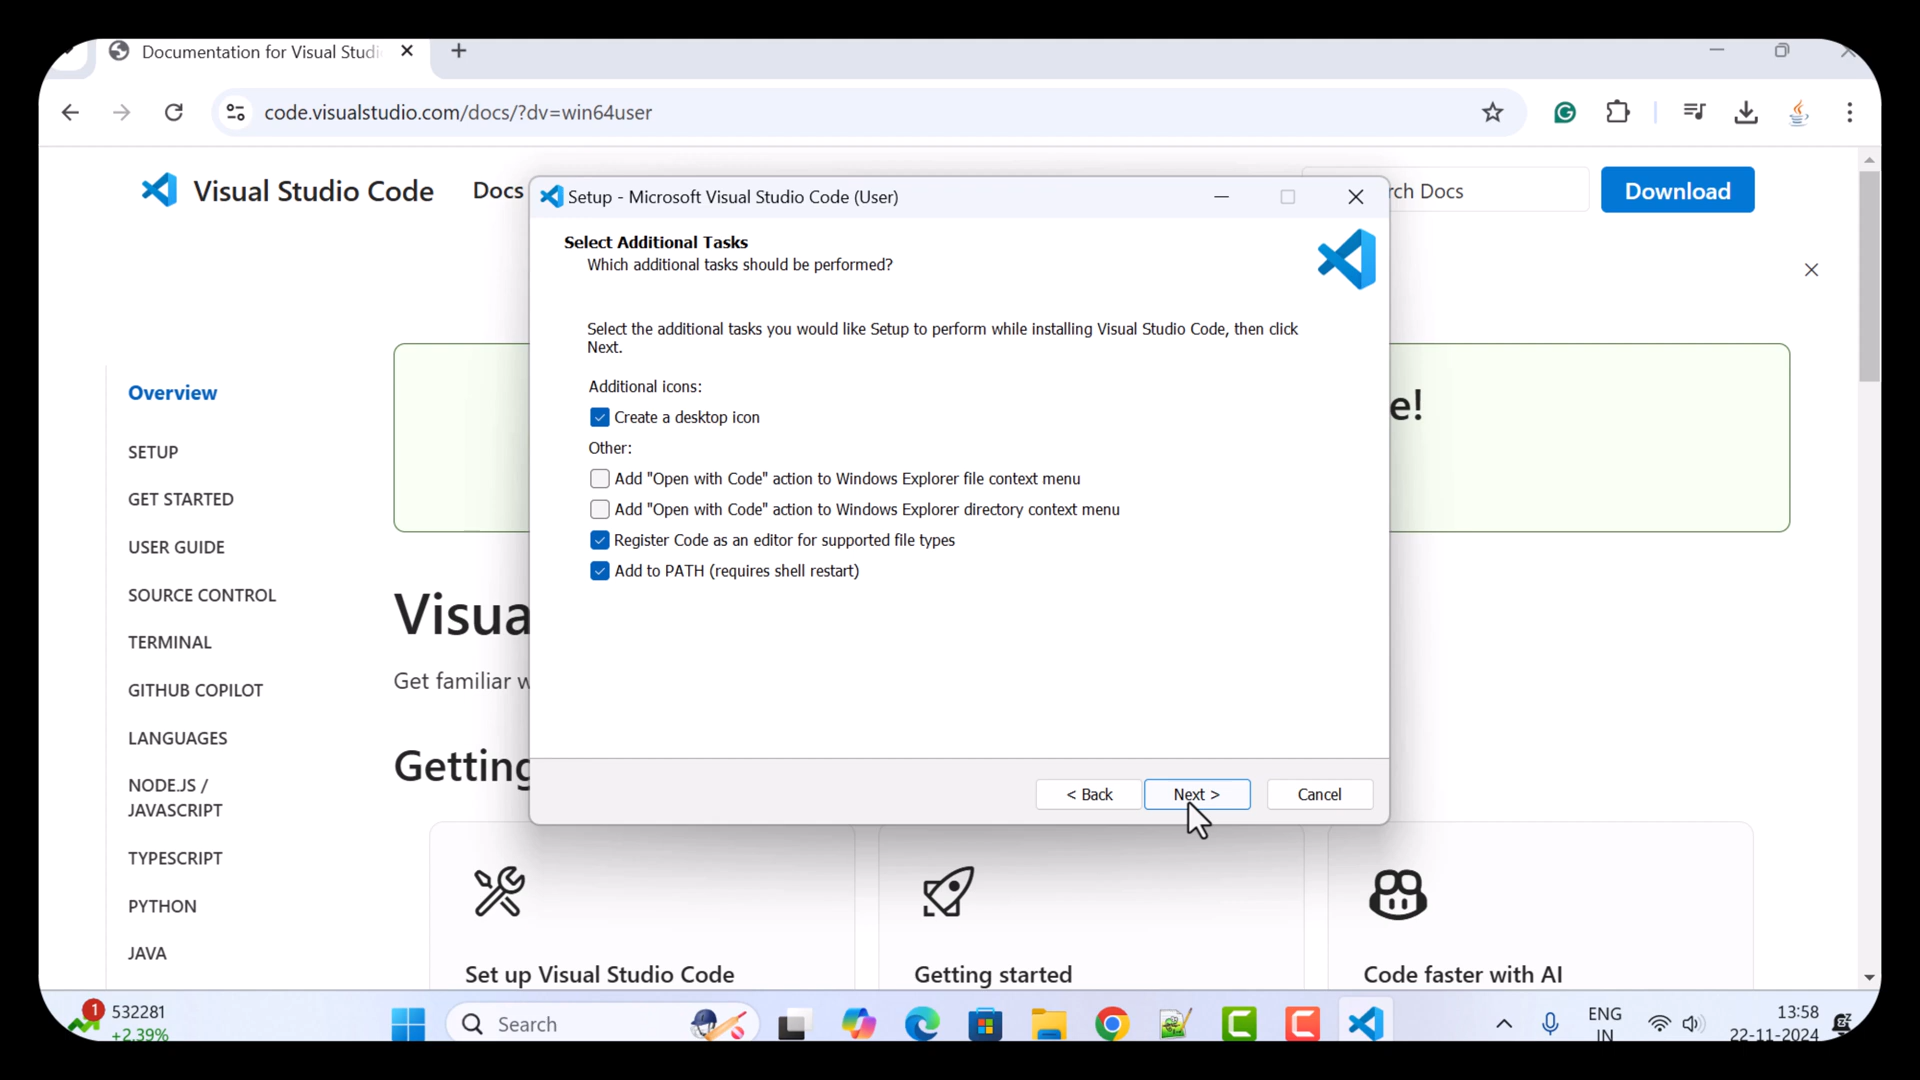 Documentation for Visual Studi
code.visualstudio.com/docs/?dv=win64user
Visual Studio Code
Docs
rch Docs
Download
Setup - Microsoft Visual Studio Code (User)
Select Additional Tasks
Which additional tasks should be performed?
Select the additional tasks you would like Setup to perform while installing Visual Studio Code, then click
Next.
Additional icons:
Create a desktop icon
Other:
Add "Open with Code" action to Windows Explorer file context menu
Add "Open with Code" action to Windows Explorer directory context menu
Register Code as an editor for supported file types
Add to PATH (requires shell restart)
< Back
Next >
Cancel
Overview
SETUP
GET STARTED
USER GUIDE
SOURCE CONTROL
TERMINAL
GITHUB COPILOT
LANGUAGES
NODE.JS /
JAVASCRIPT
TYPESCRIPT
PYTHON
JAVA
e!
Visua
Get familiar w
Getting
Set up Visual Studio Code
Getting started
Code faster with AI
1
532281
+2.39%
Search
ENG
IN
13:58
22-11-2024